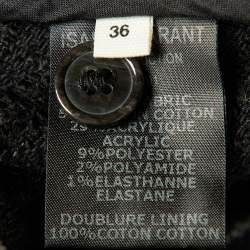 36
ISA RANT
BRIC
COTTON
ACRYLIQUE
ACRYLIC
9%POLYESTER
2%POLYAMIDE
1%ELASTHANNE
ELASTANE
DOUBLURE LINING
100%COTON COTTON